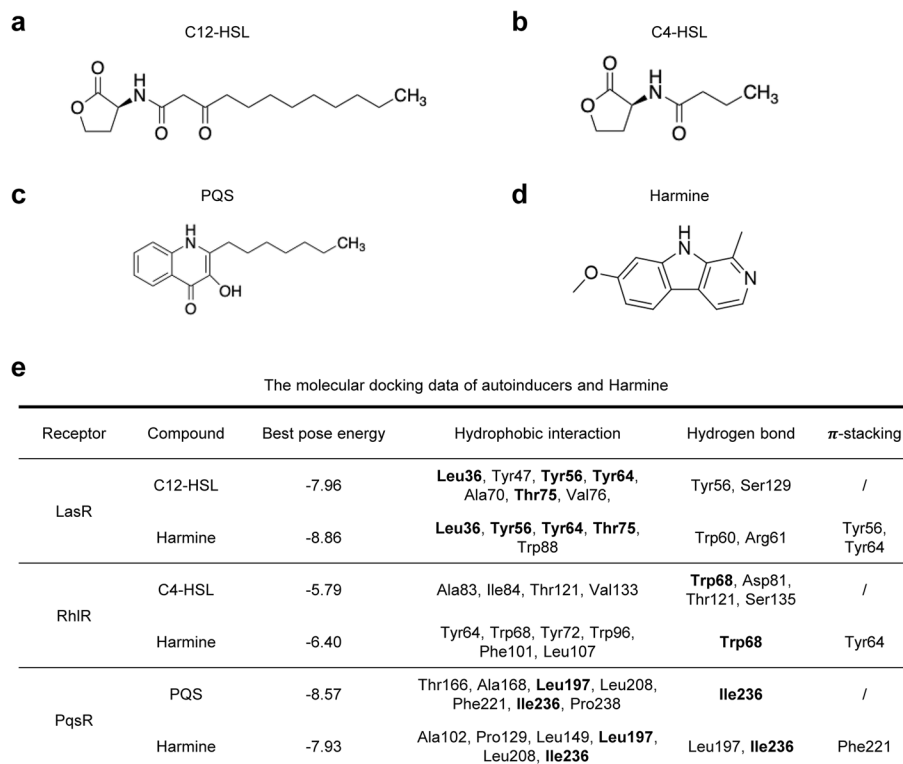 a
C12-HSL
O
H
N
O
CH3
O
O
b
C4-HSL
O
H
N
O
CH3
O
c
PQS
H
N
CH3
OH
O
d
Harmine
H
N
O
N
e
The molecular docking data of autoinducers and Harmine
Receptor Compound Best pose energy Hydrophobic interaction Hydrogen bond π-stacking
LasR
C12-HSL -7.96 Leu36, Tyr47, Tyr56, Tyr64,
Ala70, Thr75, Val76,
Tyr56, Ser129 /
Harmine -8.86 Leu36, Tyr56, Tyr64, Thr75,
Trp88
Trp60, Arg61
Tyr56,
Tyr64
RhlR
C4-HSL -5.79 Ala83, Ile84, Thr121, Val133
Trp68, Asp81,
Thr121, Ser135
/
Harmine -6.40 Tyr64, Trp68, Tyr72, Trp96,
Phe101, Leu107
Trp68 Tyr64
PqsR
PQS -8.57 Thr166, Ala168, Leu197, Leu208,
Phe221, Ile236, Pro238
Ile236 /
Harmine -7.93 Ala102, Pro129, Leu149, Leu197,
Leu208, Ile236
Leu197, Ile236 Phe221